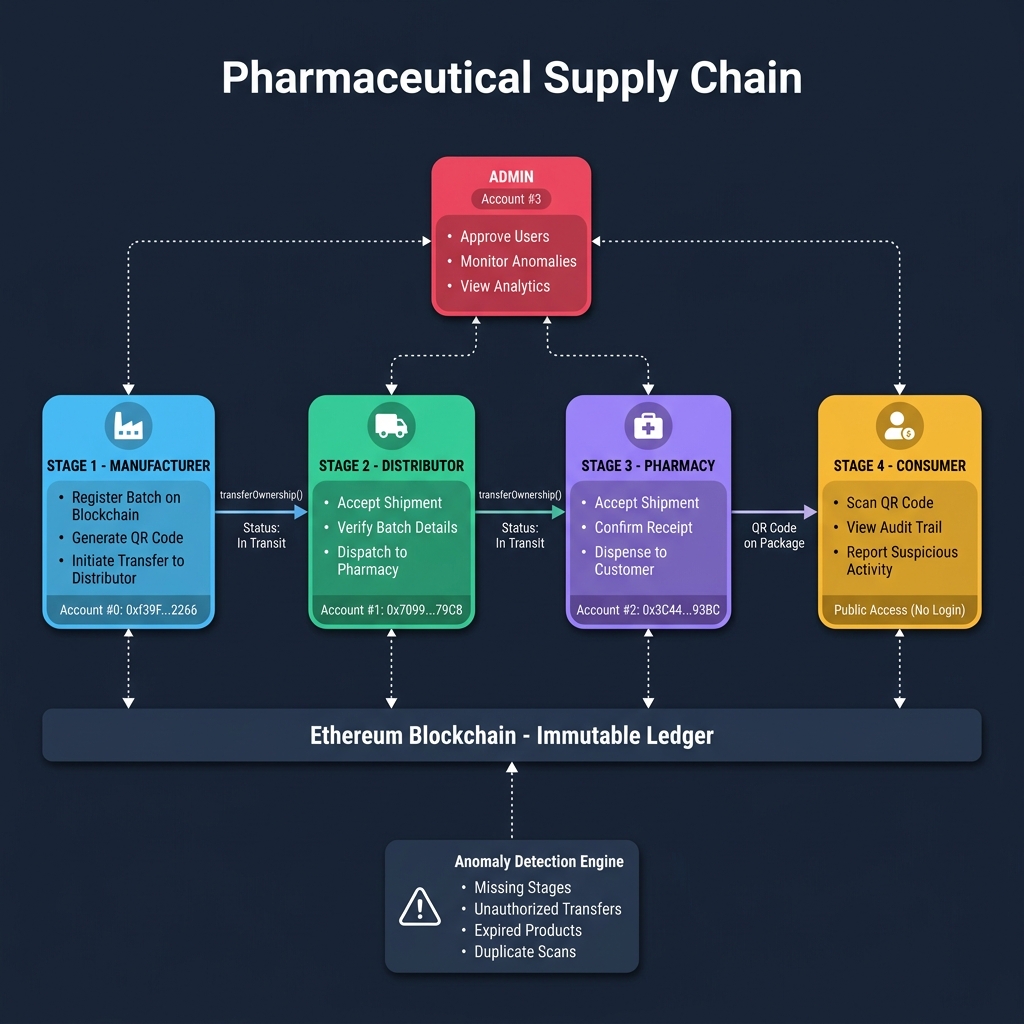 Pharmaceutical Supply Chain
ADMIN
Account #3
• Approve Users
• Monitor Anomalies
• View Analytics
STAGE 1 - MANUFACTURER
• Register Batch on
Blockchain
• Generate QR Code
• Initiate Transfer to
Distributor
Account #0: 0xf39F...2266
transferOwnership()
Status:
In Transit
STAGE 2 - DISTRIBUTOR
• Accept Shipment
• Verify Batch Details
• Dispatch to
Pharmacy
Account #1: 0x7099...79C8
transferOwnership()
Status:
In Transit
STAGE 3 - PHARMACY
• Accept Shipment
• Confirm Receipt
• Dispense to
Customer
Account #2: 0x3C44...93BC
QR Code
on Package
STAGE 4 - CONSUMER
• Scan QR Code
• View Audit Trail
• Report Suspicious
Activity
Public Access (No Login)
$
Ethereum Blockchain - Immutable Ledger
Anomaly Detection Engine
• Missing Stages
• Unauthorized Transfers
• Expired Products
• Duplicate Scans